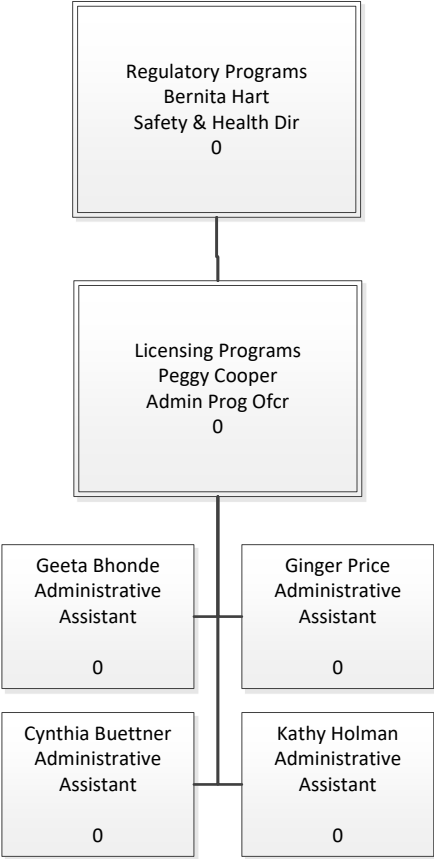 Regulatory Programs
Bernita Hart
Safety & Health Dir
0
Licensing Programs
Peggy Cooper
Admin Prog Ofcr
0
Geeta Bhonde
Administrative
Assistant
0
Ginger Price
Administrative
Assistant
0
Cynthia Buettner
Administrative
Assistant
0
Kathy Holman
Administrative
Assistant
0